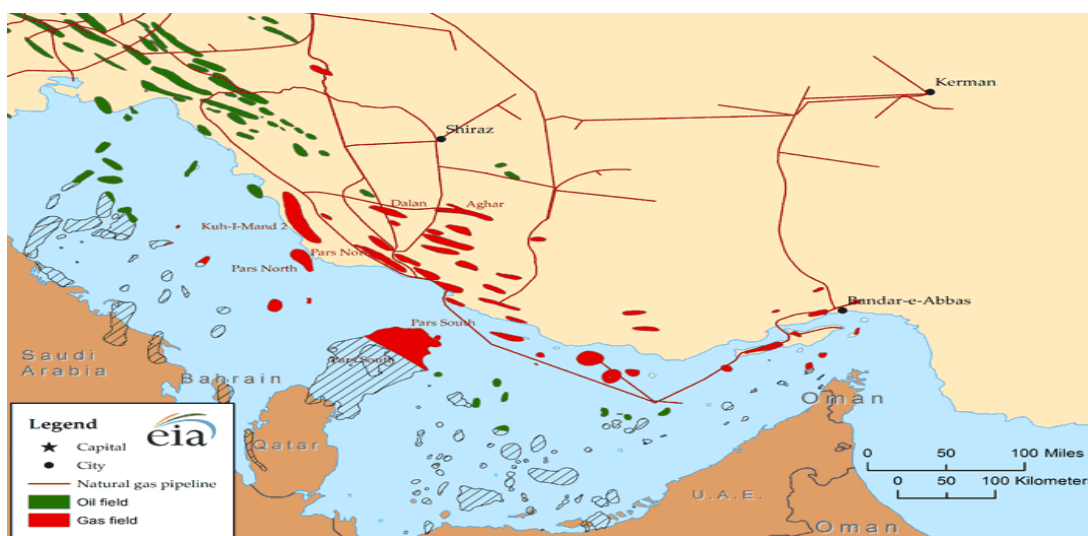 Kerman
Shiraz
Dalan
Aghar
Kuh-I-Mand 2
Pars Nor
Pars North
Bandar-e-Abbas
Pars South
Pars South
Saudi
Arabia
Bahrain
Oman
Qatar
U.A.E.
Oman
Legend
eia
Capital
City
Natural gas pipeline
Oil field
Gas field
0 50 100 Miles
0 50 100 Kilometer